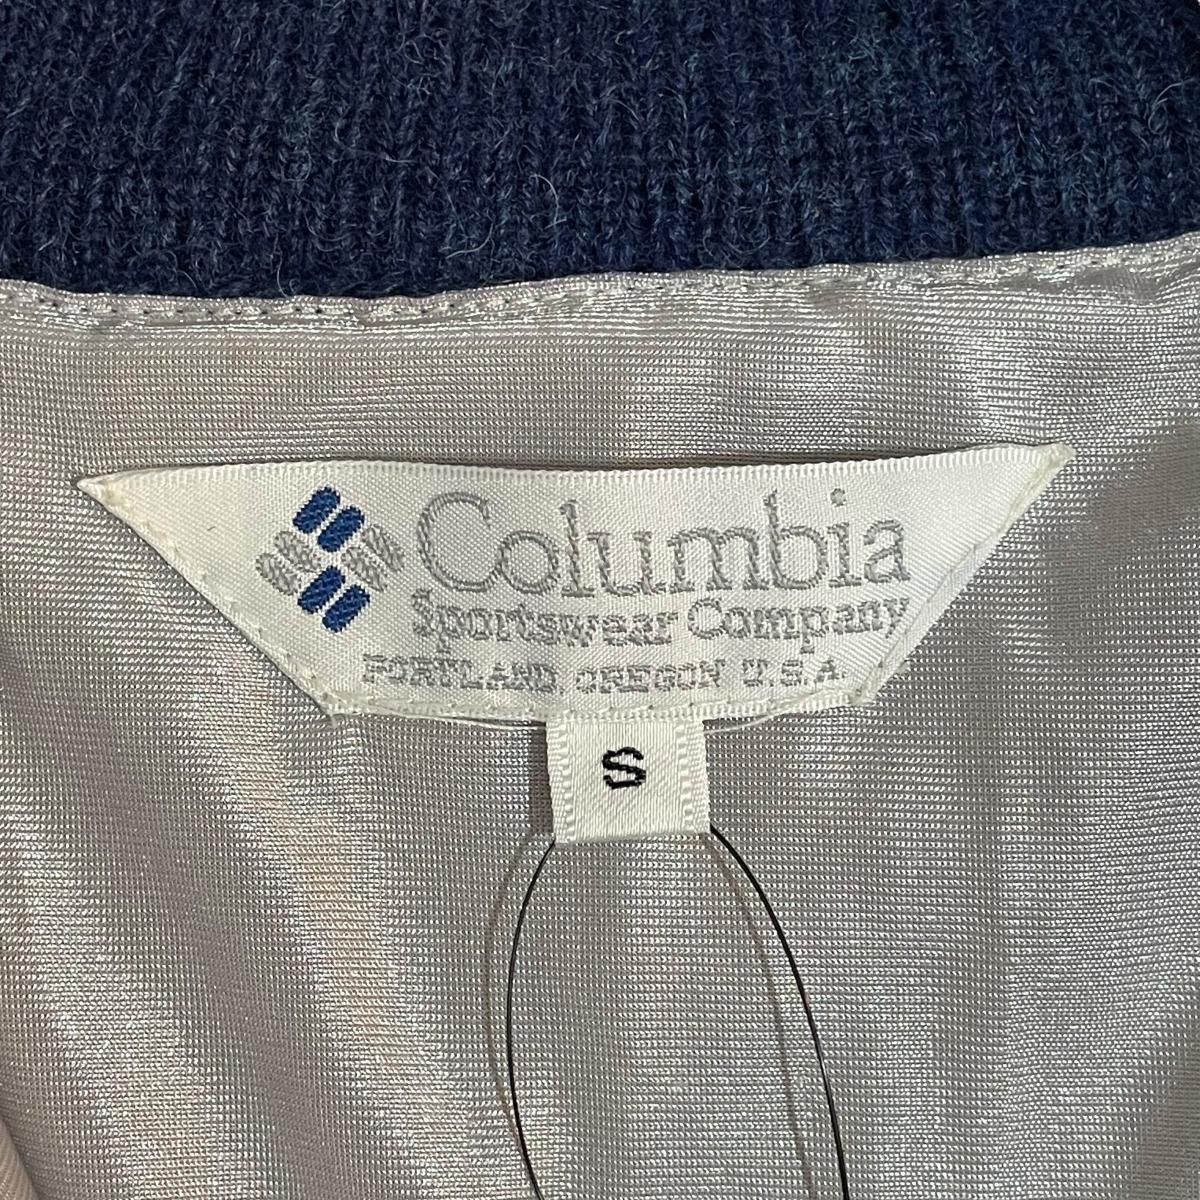 Columbia
Sportswear Company
PORTLAND, OREGON U.S.A.
S